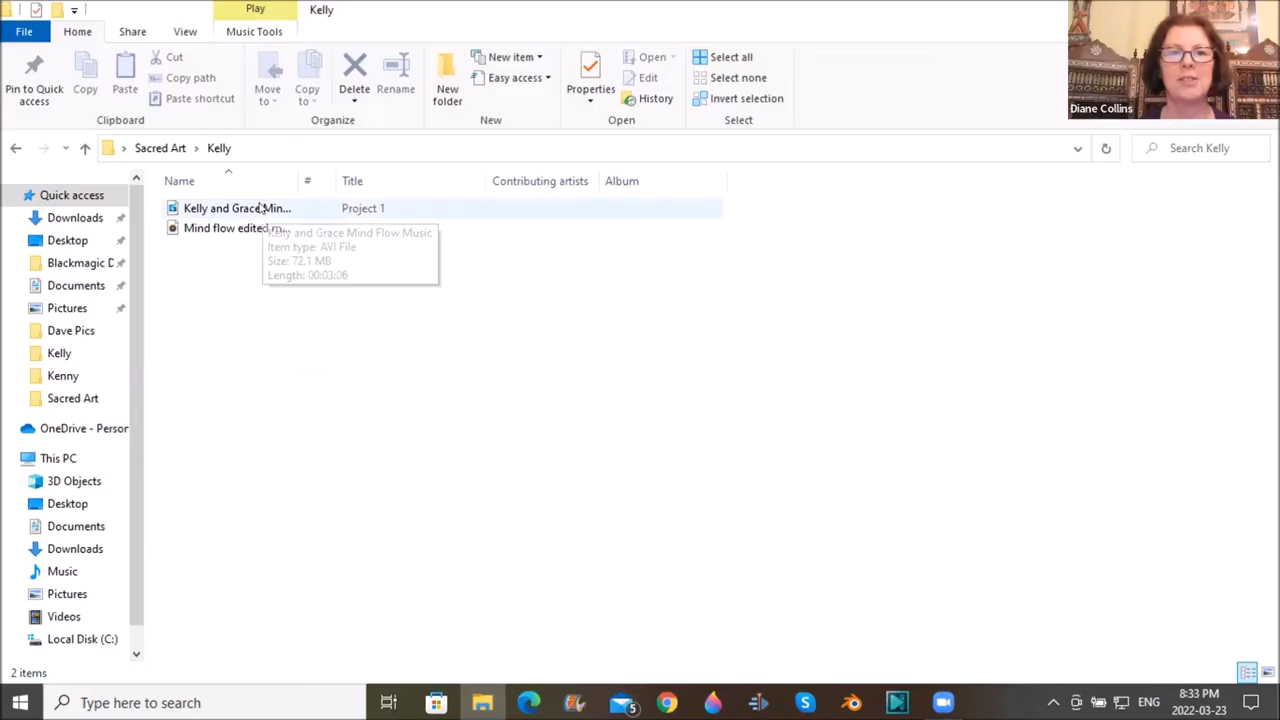 Play
Kelly
File
Home
Share
View
Music Tools
Pin to Quick access
Copy
Paste
Cut
Copy path
Paste shortcut
Clipboard
Move to
Copy to
Delete
Rename
Organize
New folder
New item
Easy access
New
Properties
Open
Edit
History
Open
Select all
Select none
Invert selection
Select
Diane Collins
Sacred Art
Kelly
Search Kelly
Name
#
Title
Contributing artists
Album
Quick access
Downloads
Desktop
Blackmagic D
Documents
Pictures
Dave Pics
Kelly
Kenny
Sacred Art
OneDrive - Person
This PC
3D Objects
Desktop
Documents
Downloads
Music
Pictures
Videos
Local Disk (C:)
Kelly and Grace Min...
Project 1
Mind flow edited m...
Kelly and Grace Mind Flow Music
Item type: AVI File
Size: 72.1 MB
Length: 00:03:06
2 items
Type here to search
5
ENG
8:33 PM
2022-03-23